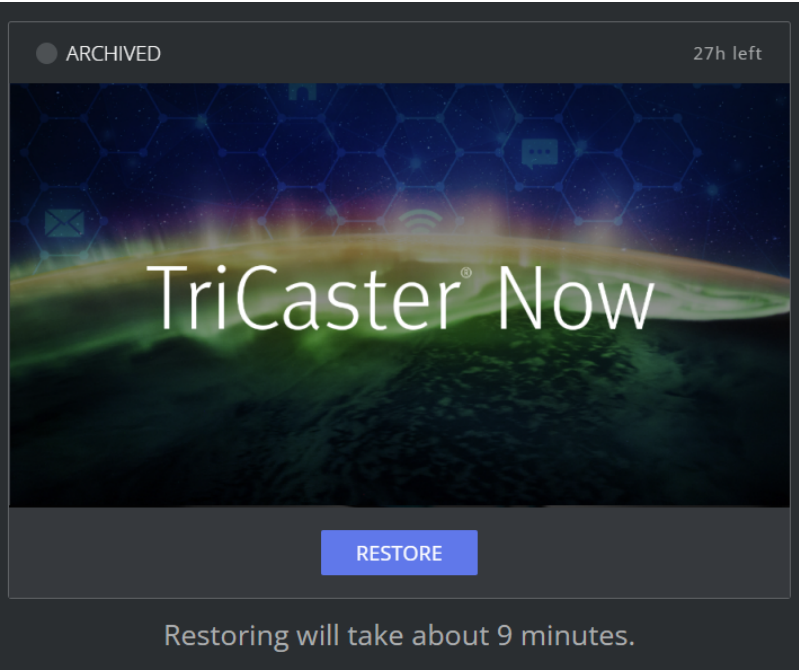 ARCHIVED
27h left
TriCaster® Now
RESTORE
Restoring will take about 9 minutes.